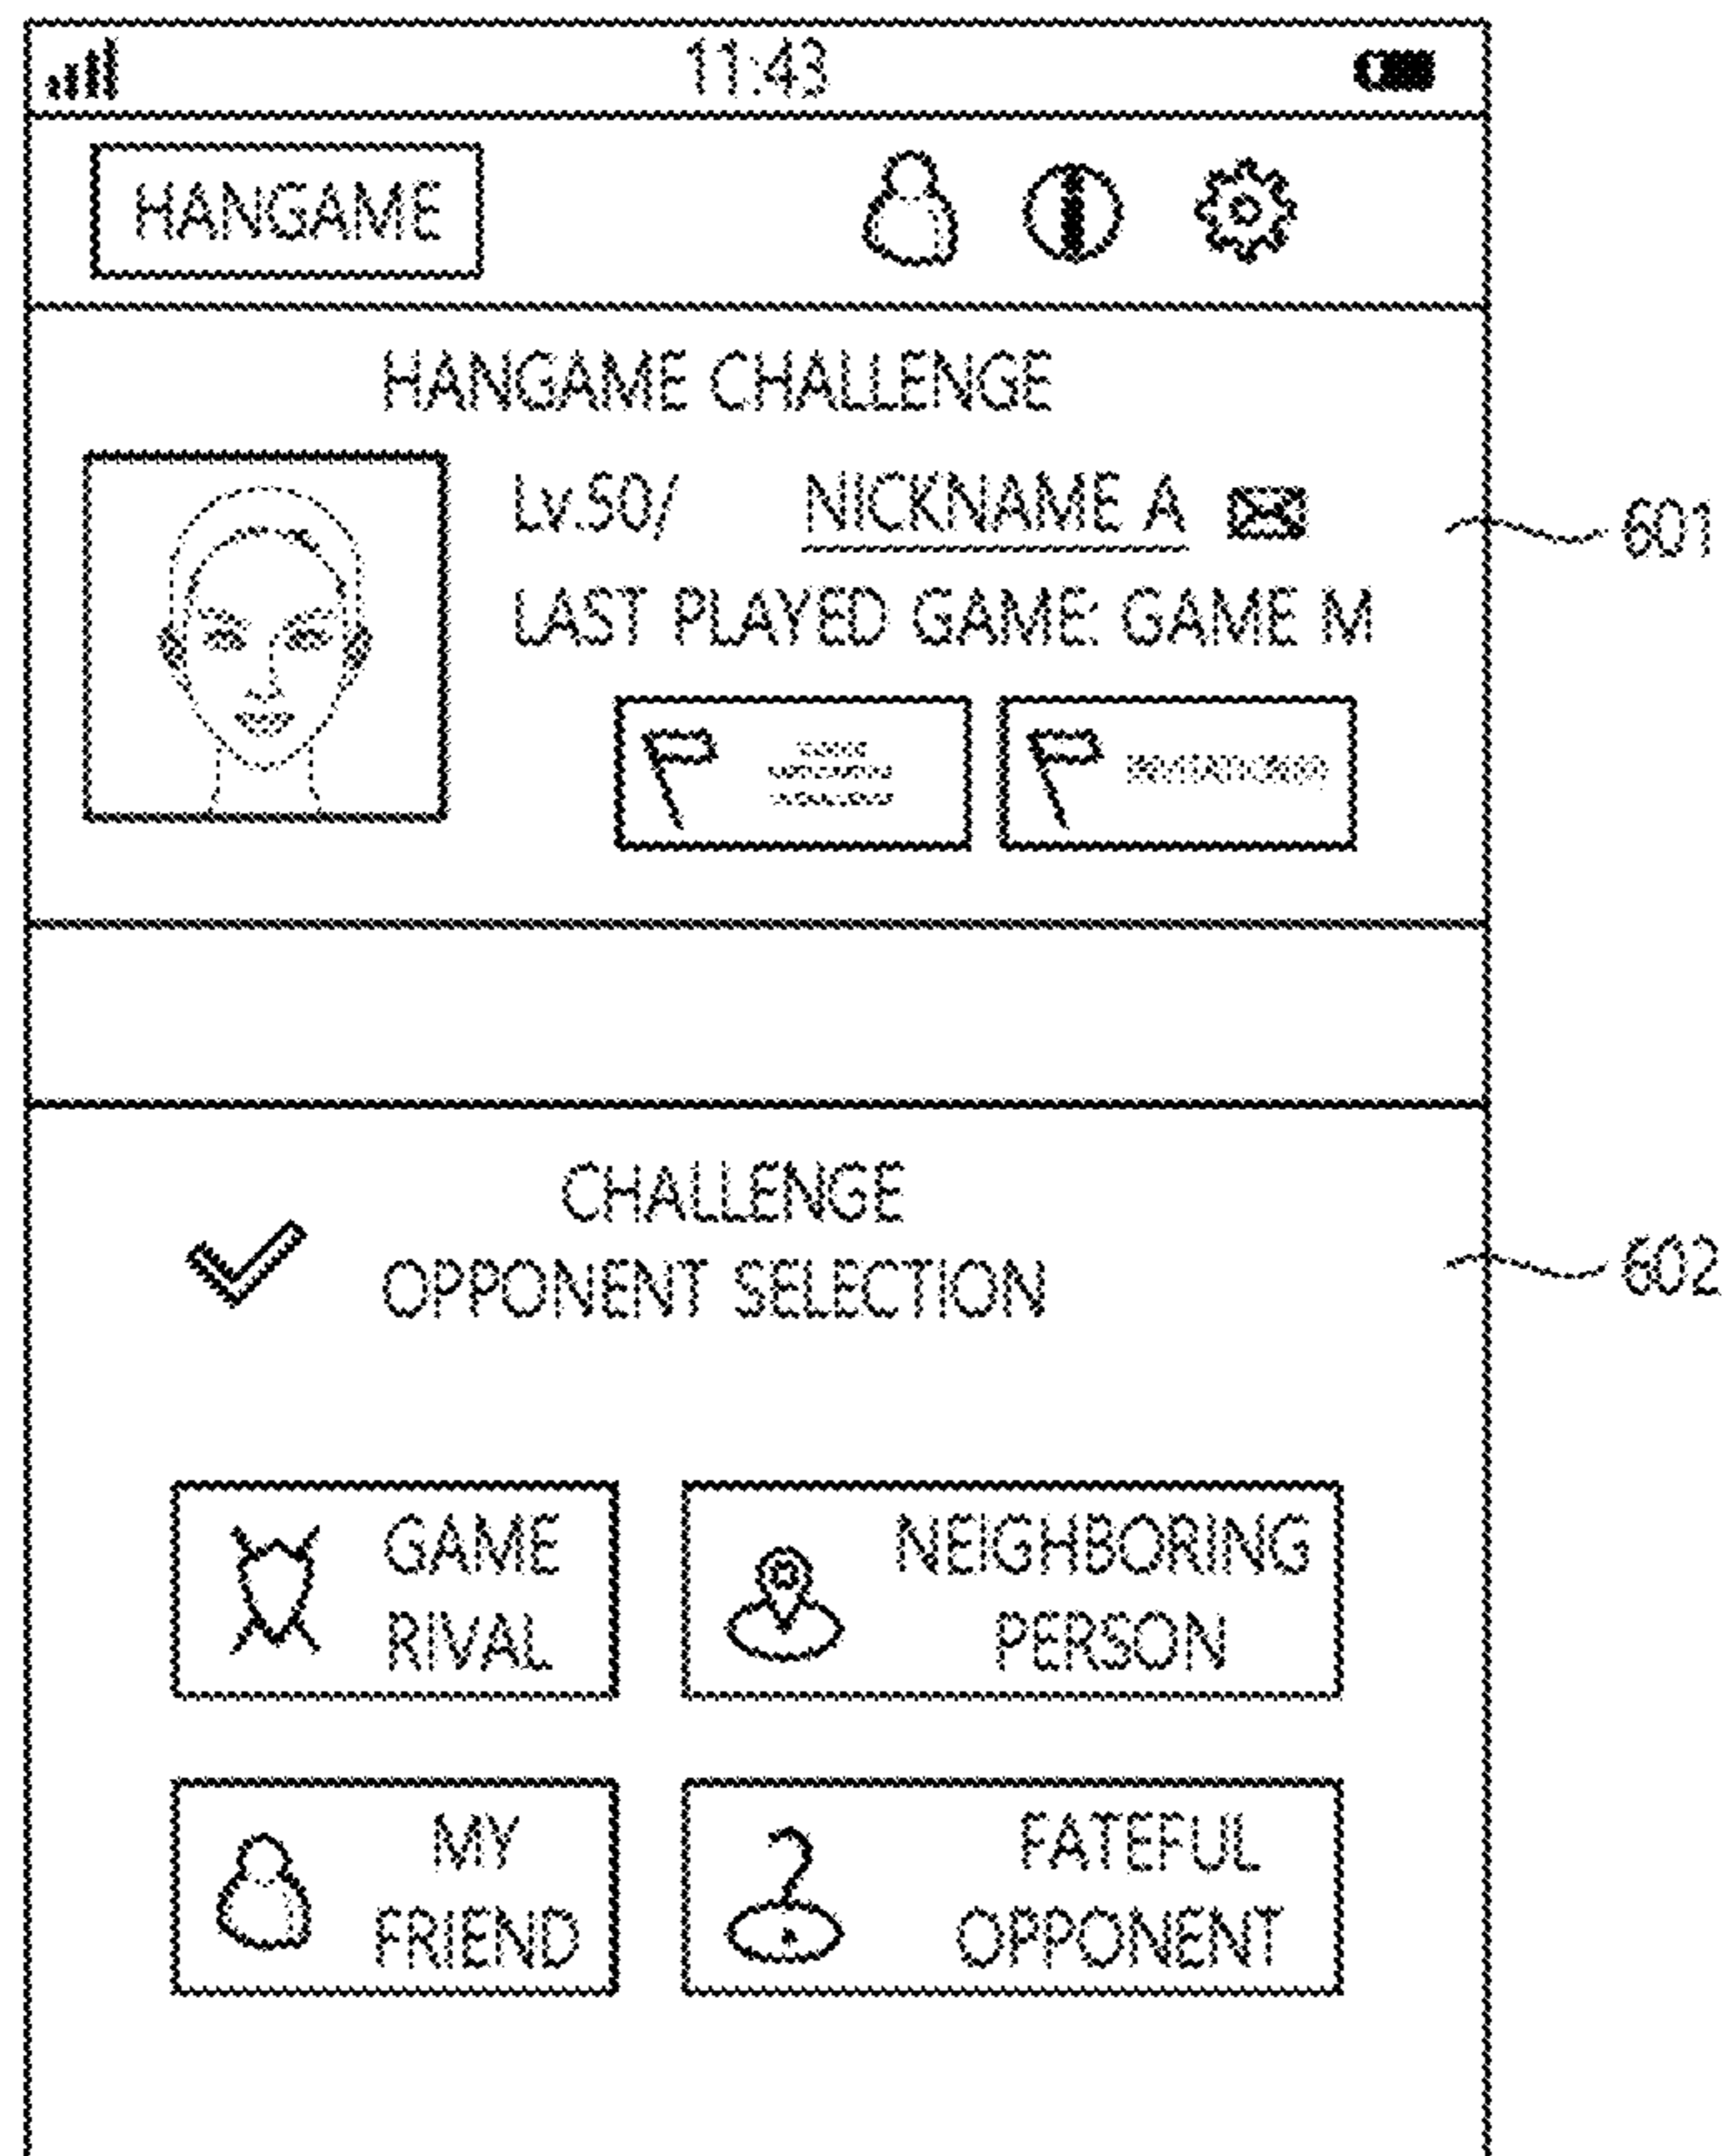 11:43
HANGAME
HANGAME CHALLENGE
Lv.50/ NICKNAME A
601
LAST PLAYED GAME: GAME M
CHALLENGE
602
OPPONENT SELECTION
GAME
RIVAL
NEIGHBORING
PERSON
MY
FRIEND
FATEFUL
OPPONENT